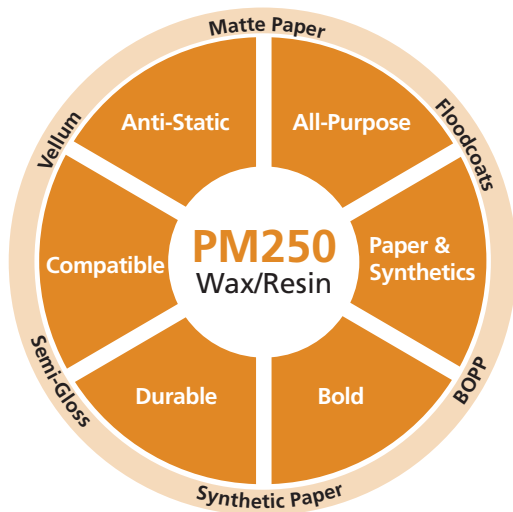 Matte Paper
Anti-Static
All-Purpose
Vellum
Floodcoats
PM250
Wax/Resin
Compatible
Paper &
Synthetics
Semi-Gloss
BOPP
Durable
Bold
Synthetic Paper